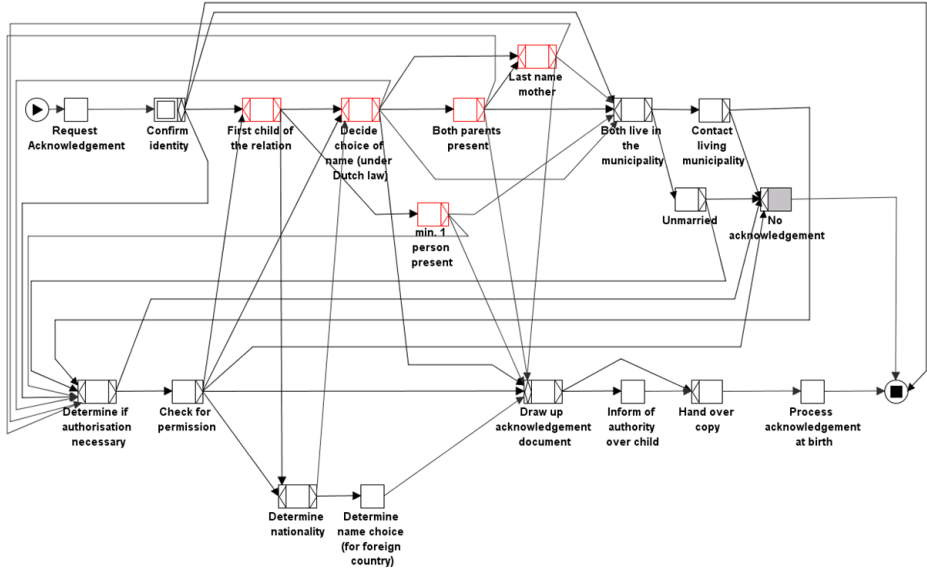 Last name
mother
Request
Acknowledgement
Confirm
identity
First child of
the relation
Decide
choice of
name (under
Dutch law)
Both parents
present
Both live in
the
municipality
Contact
living
municipality
Unmarried
No
acknowledgement
min. 1
person
present
Determine if
authorisation
necessary
Check for
permission
Draw up
acknowledgement
document
Inform of
authority
over child
Hand over
copy
Process
acknowledgement
at birth
Determine
nationality
Determine
name choice
(for foreign
country)